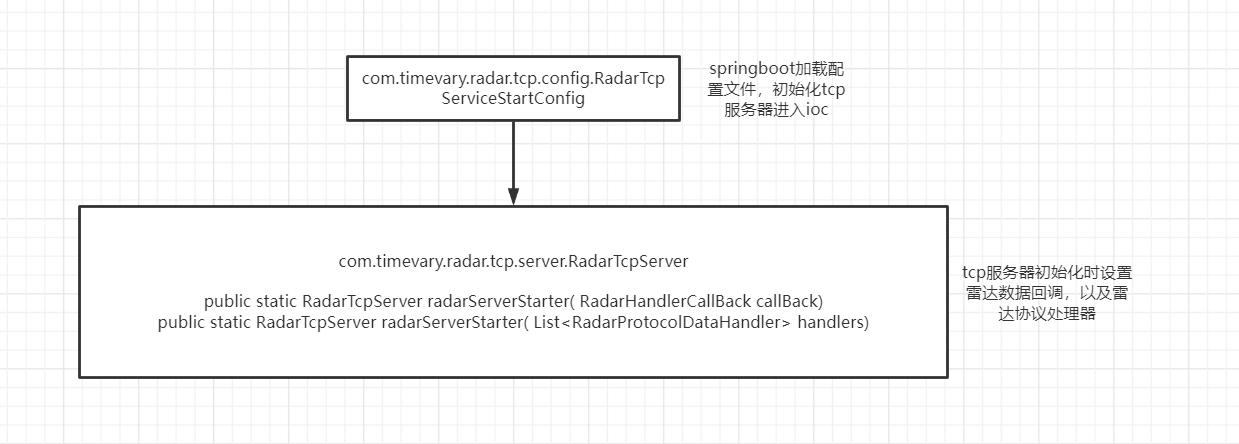 com.timevary.radar.tcp.config.RadarTcp
ServiceStartConfig
springboot加载配
置文件，初始化tcp
服务器进入ioc
com.timevary.radar.tcp.server.RadarTcpServer
public static RadarTcpServer radarServerStarter( RadarHandlerCallBack callBack)
public static RadarTcpServer radarServerStarter( List<RadarProtocolDataHandler> handlers)
tcp服务器初始化时设置
雷达数据回调，以及雷
达协议处理器